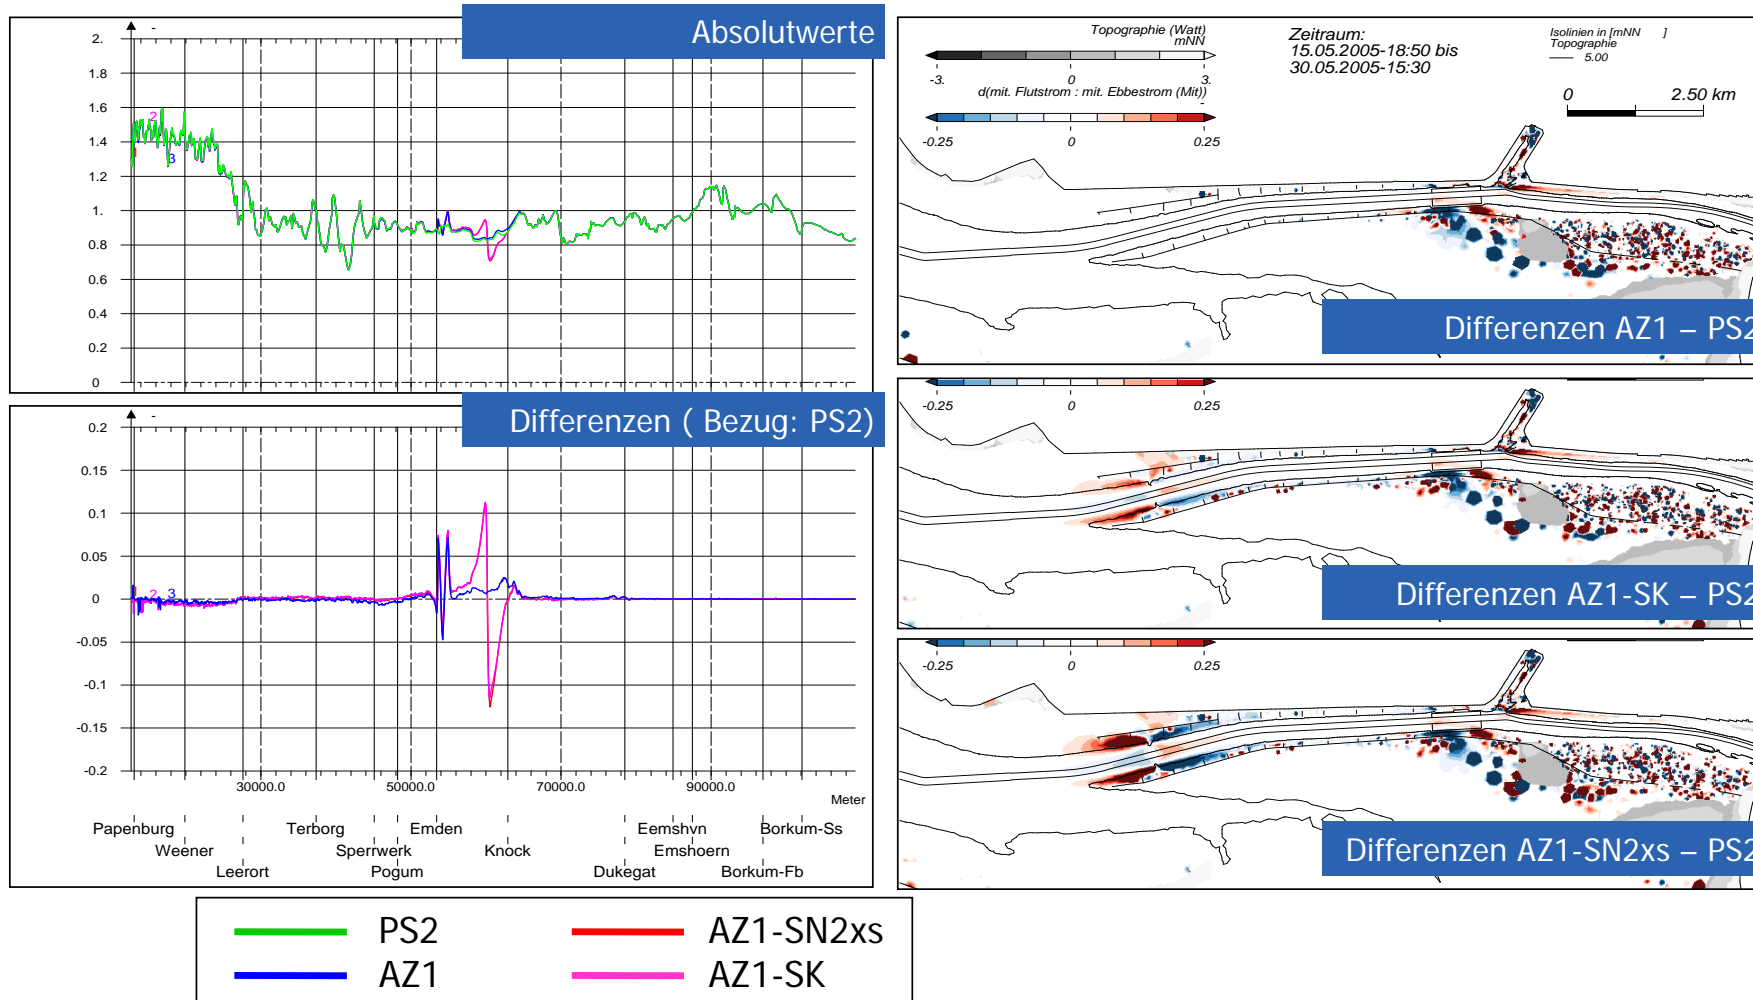 Absolutwerte
-
2.
1.8
1.6
1.4
1.2
1.
0.8
0.6
0.4
0.2
0
2
3
Differenzen ( Bezug: PS2)
-
0.2
0.15
0.1
0.05
0
-0.05
-0.1
-0.15
-0.2
2
3
30000.0
50000.0
70000.0
90000.0
Meter
Papenburg
Terborg
Emden
Eemshvn
Borkum-Ss
Weener
Sperrwerk
Knock
Emshoern
Leerort
Pogum
Dukegat
Borkum-Fb
PS2
AZ1-SN2xs
AZ1
AZ1-SK
Topographie (Watt)
mNN
-3.
0
3.
d(mit. Flutstrom : mit. Ebbestrom (Mit))
-
-0.25
0
0.25
Zeitraum:
15.05.2005-18:50 bis
30.05.2005-15:30
Isolinien in [mNN ]
Topographie
5.00
0
2.50 km
Differenzen AZ1 – PS2
-0.25
0
0.25
Differenzen AZ1-SK – PS2
-0.25
0
0.25
Differenzen AZ1-SN2xs – PS2